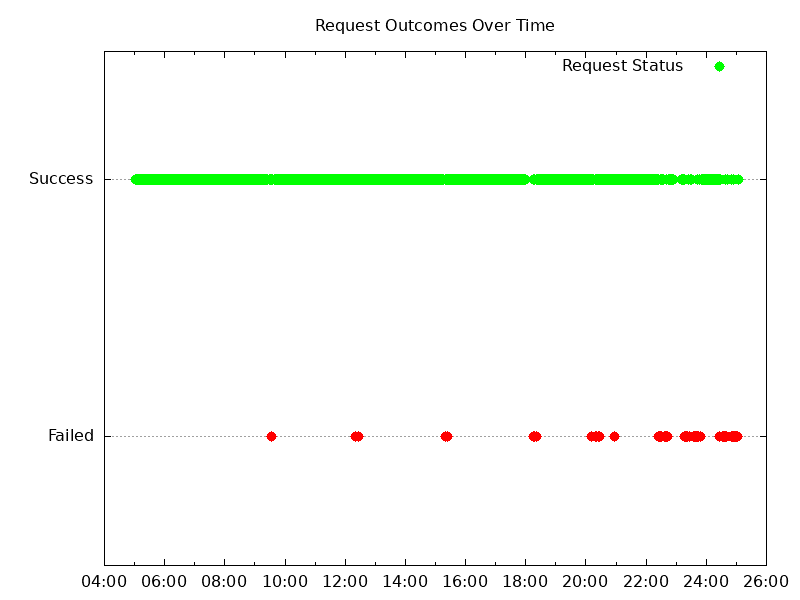 Request Outcomes Over Time
Request Status
Success
Failed
04:00 06:00 08:00 10:00 12:00 14:00 16:00 18:00 20:00 22:00 24:00 26:00